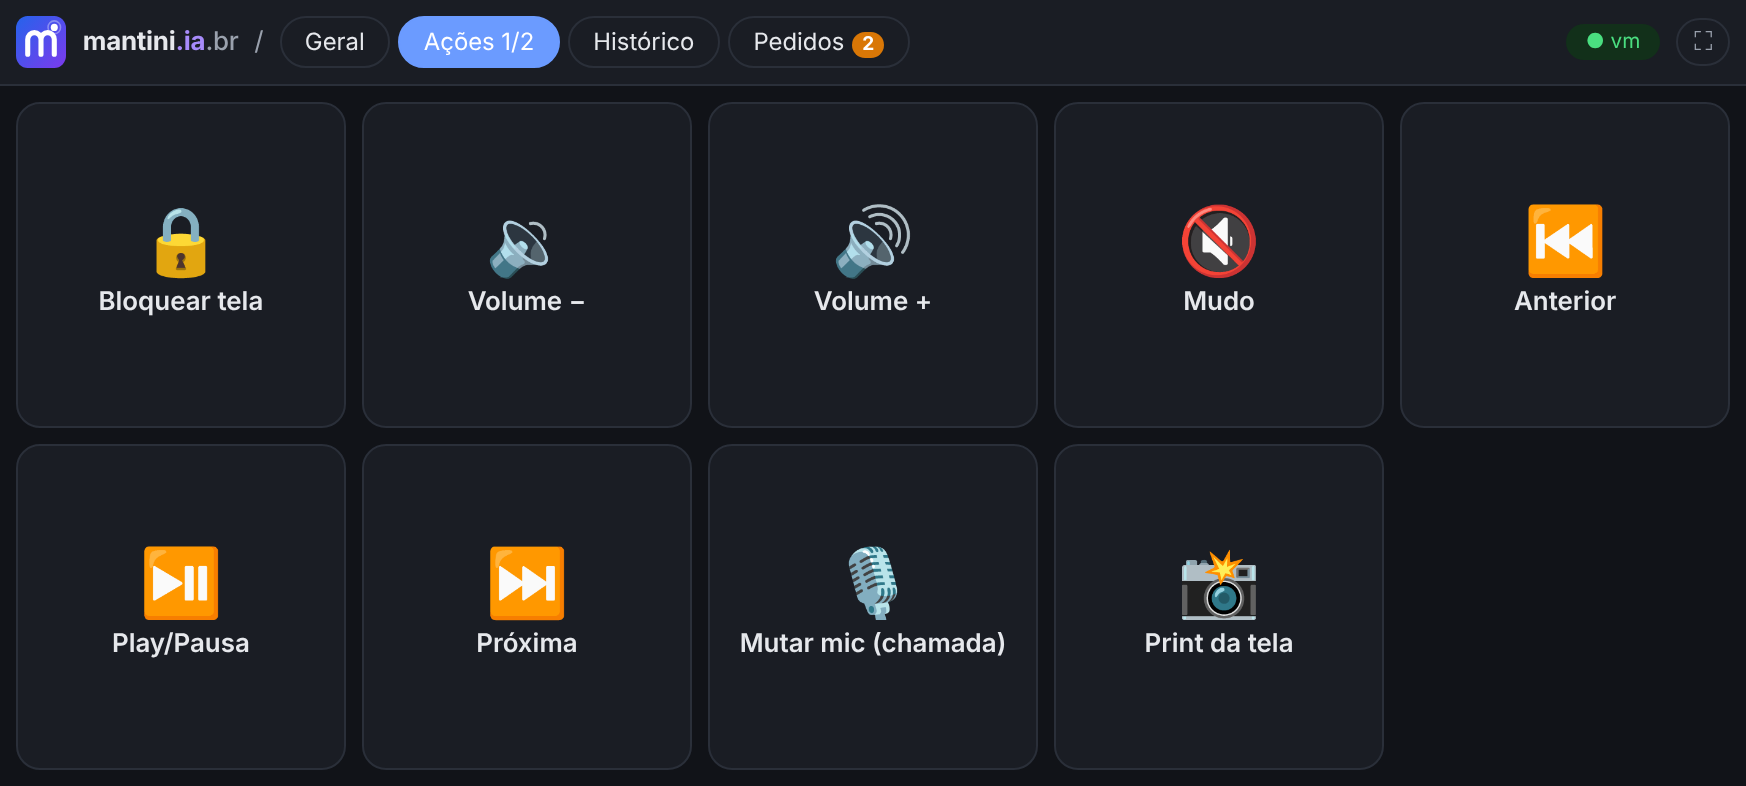 mantini.ia.br / Geral Ações 1/2 Histórico Pedidos 2 vm
Bloquear tela
Volume −
Volume +
Mudo
Anterior
Play/Pausa
Próxima
Mutar mic (chamada)
Print da tela